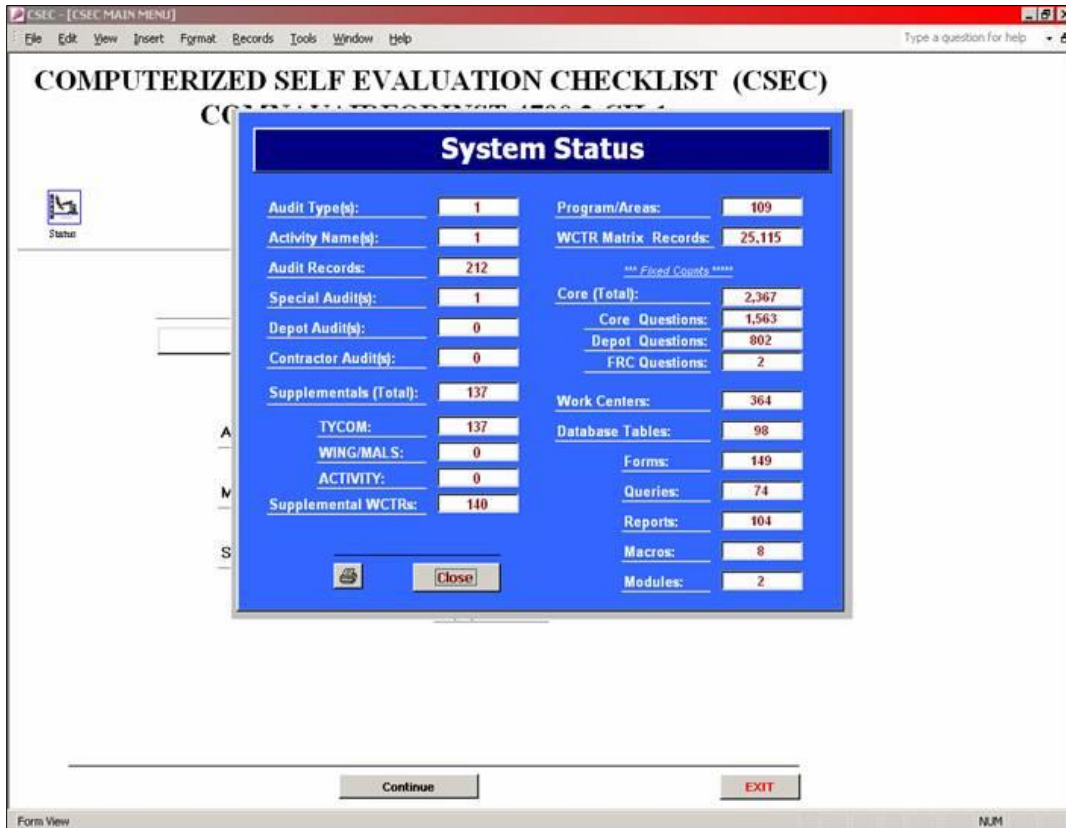 CSEC - [CSEC MAIN MENU]
File Edit View Insert Format Records Tools Window Help
Type a question for help
COMPUTERIZED SELF EVALUATION CHECKLIST (CSEC)
Status
System Status
Audit Type(s): 1
Activity Name(s): 1
Audit Records: 212
Special Audit(s): 1
Depot Audit(s): 0
Contractor Audit(s): 0
Supplementals (Total): 137
TYCOM: 137
WING/MALS: 0
ACTIVITY: 0
Supplemental WCTRs: 140
Close
Program/Areas: 109
WCTR Matrix Records: 25,115
*** Fixed Counts *****
Core (Total): 2,367
Core Questions: 1,563
Depot Questions: 802
FRC Questions: 2
Work Centers: 364
Database Tables: 98
Forms: 149
Queries: 74
Reports: 104
Macros: 8
Modules: 2
A
M
S
Continue
EXIT
Form View
NUM